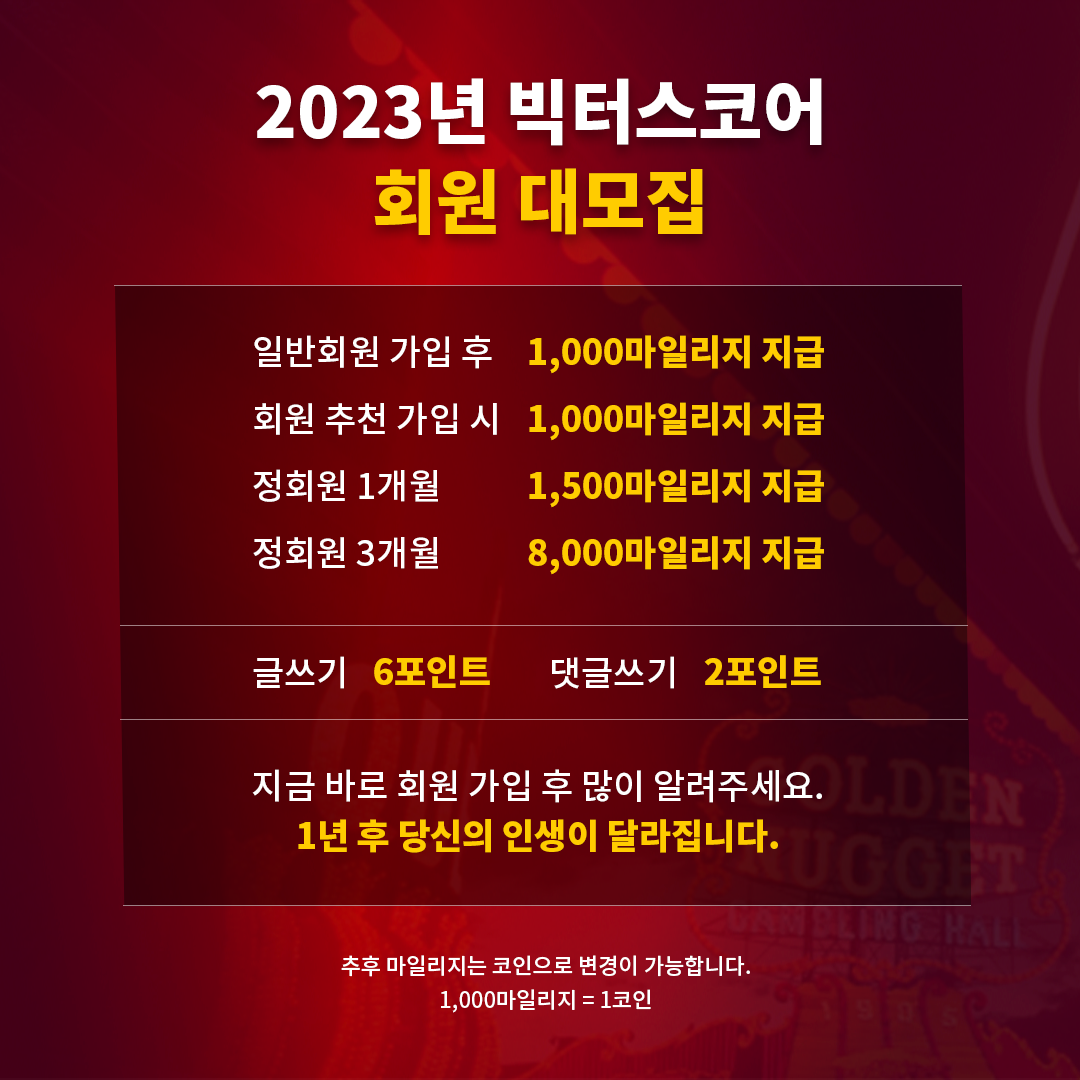 2023년 빅터스코어
회원 대모집
일반회원 가입 후 1,000마일리지 지급
회원 추천 가입 시 1,000마일리지 지급
정회원 1개월 1,500마일리지 지급
정회원 3개월 8,000마일리지 지급
글쓰기 6포인트 댓글쓰기 2포인트
지금 바로 회원 가입 후 많이 알려주세요.
1년 후 당신의 인생이 달라집니다.
GOLDEN
NUGGET
GAMBLING HALL
1905
추후 마일리지는 코인으로 변경이 가능합니다.
1,000마일리지 = 1코인